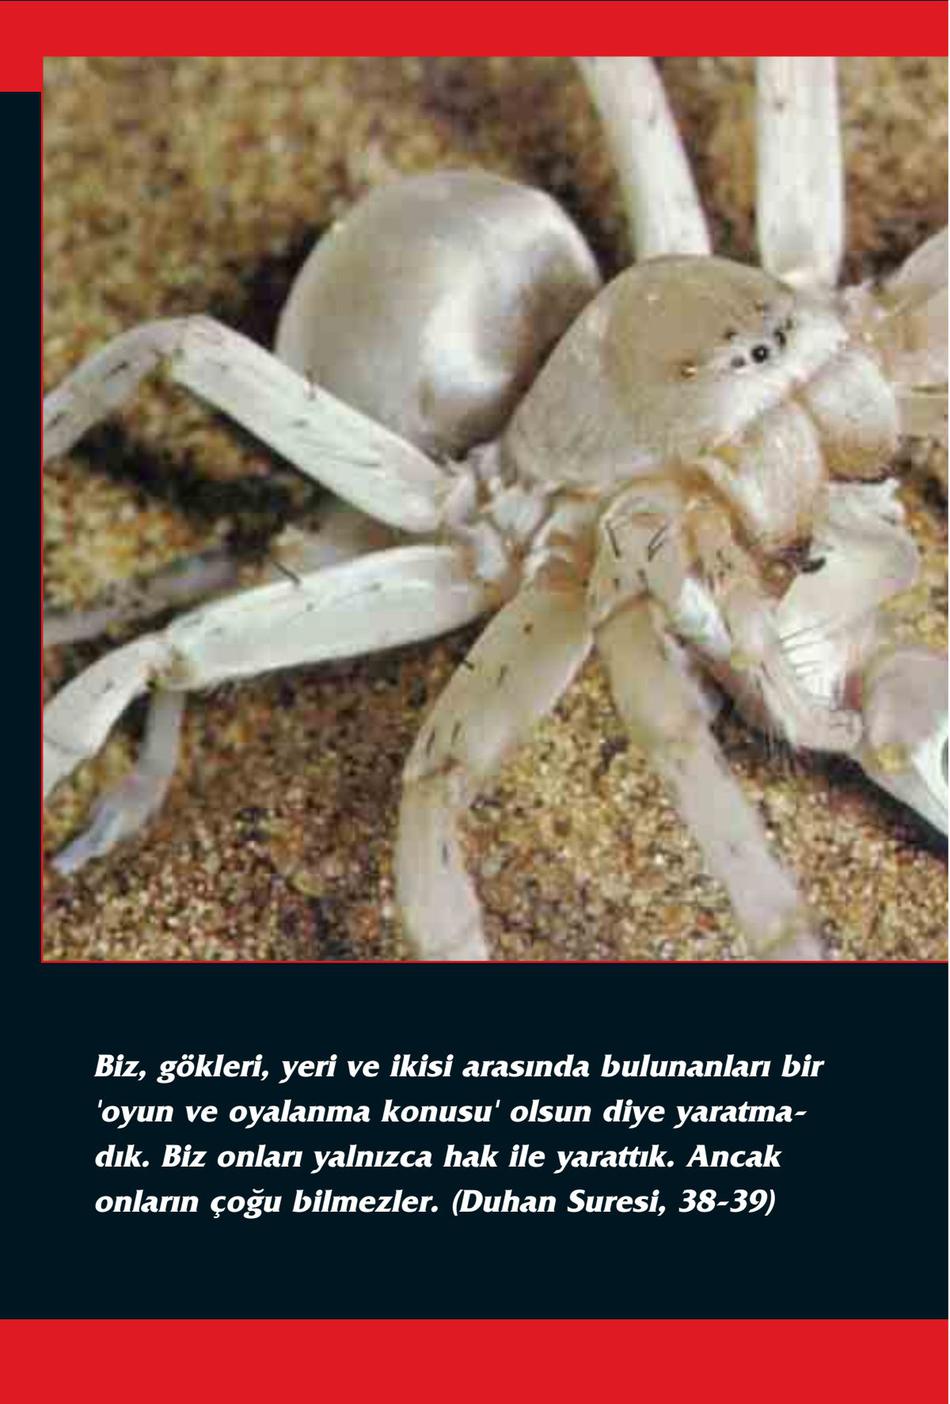 Biz, gökleri, yeri ve ikisi arasında bulunanları bir
'oyun ve oyalanma konusu' olsun diye yaratma-
dık. Biz onları yalnızca hak ile yarattık. Ancak
onların çoğu bilmezler. (Duhan Suresi, 38-39)